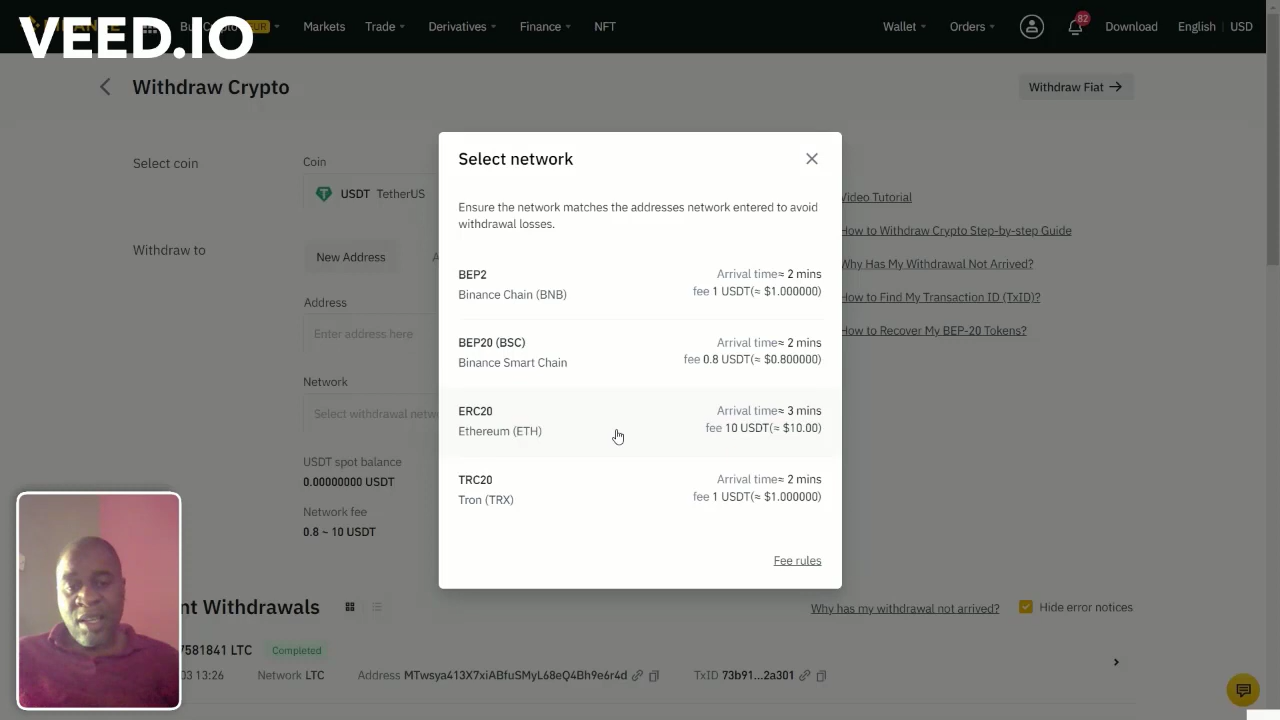 VEED.IO
Markets Trade Derivatives Finance NFT Wallet Orders 82 Download English USD
Withdraw Crypto
Withdraw Fiat
Select coin
Coin
USDT TetherUS
Withdraw to
New Address
Address
Enter address here
Network
USDT spot balance
0.00000000 USDT
Network fee
0.8 ~ 10 USDT
Select network
Ensure the network matches the addresses network entered to avoid
withdrawal losses.
BEP2 Arrival time≈ 2 mins
Binance Chain (BNB) fee 1 USDT(≈ $1.000000)
BEP20 (BSC) Arrival time≈ 2 mins
Binance Smart Chain fee 0.8 USDT(≈ $0.800000)
ERC20 Arrival time≈ 3 mins
Ethereum (ETH) fee 10 USDT(≈ $10.00)
TRC20 Arrival time≈ 2 mins
Tron (TRX) fee 1 USDT(≈ $1.000000)
Fee rules
Video Tutorial
How to Withdraw Crypto Step-by-step Guide
Why Has My Withdrawal Not Arrived?
How to Find My Transaction ID (TxID)?
How to Recover My BEP-20 Tokens?
nt Withdrawals
Why has my withdrawal not arrived? Hide error notices
7581841 LTC Completed
03 13:26 Network LTC Address MTwsya413X7xiABfuSMyL68eQ4Bh9e6r4d TxID 73b91...2a301